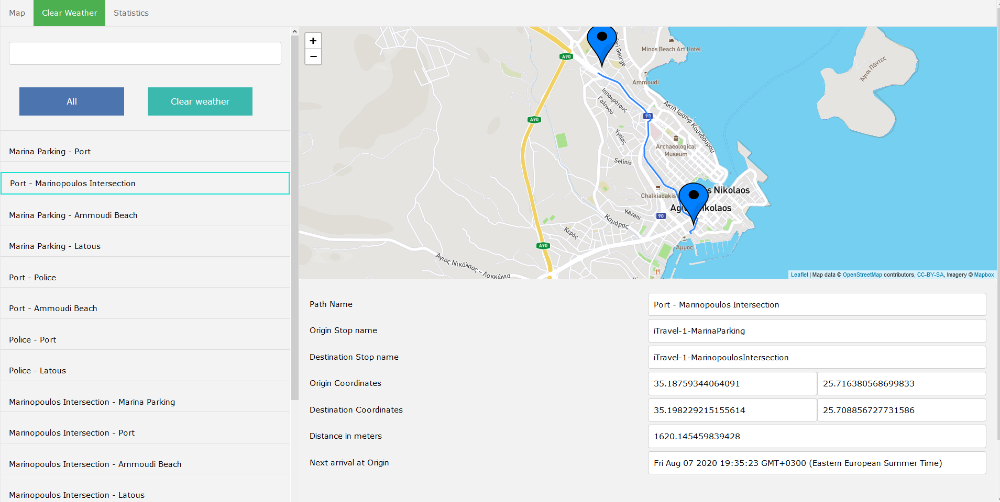 Map
Clear Weather
Statistics
All
Clear weather
Marina Parking - Port
Port - Marinopoulos Intersection
Marina Parking - Ammoudi Beach
Marina Parking - Latous
Port - Police
Port - Ammoudi Beach
Police - Port
Police - Latous
Marinopoulos Intersection - Marina Parking
Marinopoulos Intersection - Port
Marinopoulos Intersection - Ammoudi Beach
Marinopoulos Intersection - Latous
+
−
A90
George
Minos Beach Art Hotel
Ammoudi
Άγιοι Πάντες
Ιπποκράτους
Γαληνού
Ακτή Ιωσήφ Κούνδουρου
90
A90
Υγείας
Archaeological
Museum
Selinis
Chalkiadakis
s Nikolaos
Agi
ikolaos
90
Kazani
Καμάρας
Κεράς
A90
Άμμος
Άγιος Νικόλαος – Λακκώνια
Leaflet | Map data © OpenStreetMap contributors, CC-BY-SA, Imagery © Mapbox
Path Name
Port - Marinopoulos Intersection
Origin Stop name
iTravel-1-MarinaParking
Destination Stop name
iTravel-1-MarinopoulosIntersection
Origin Coordinates
35.18759344064091
25.716380568699833
Destination Coordinates
35.198229215155614
25.708856727731586
Distance in meters
1620.145459839428
Next arrival at Origin
Fri Aug 07 2020 19:35:23 GMT+0300 (Eastern European Summer Time)